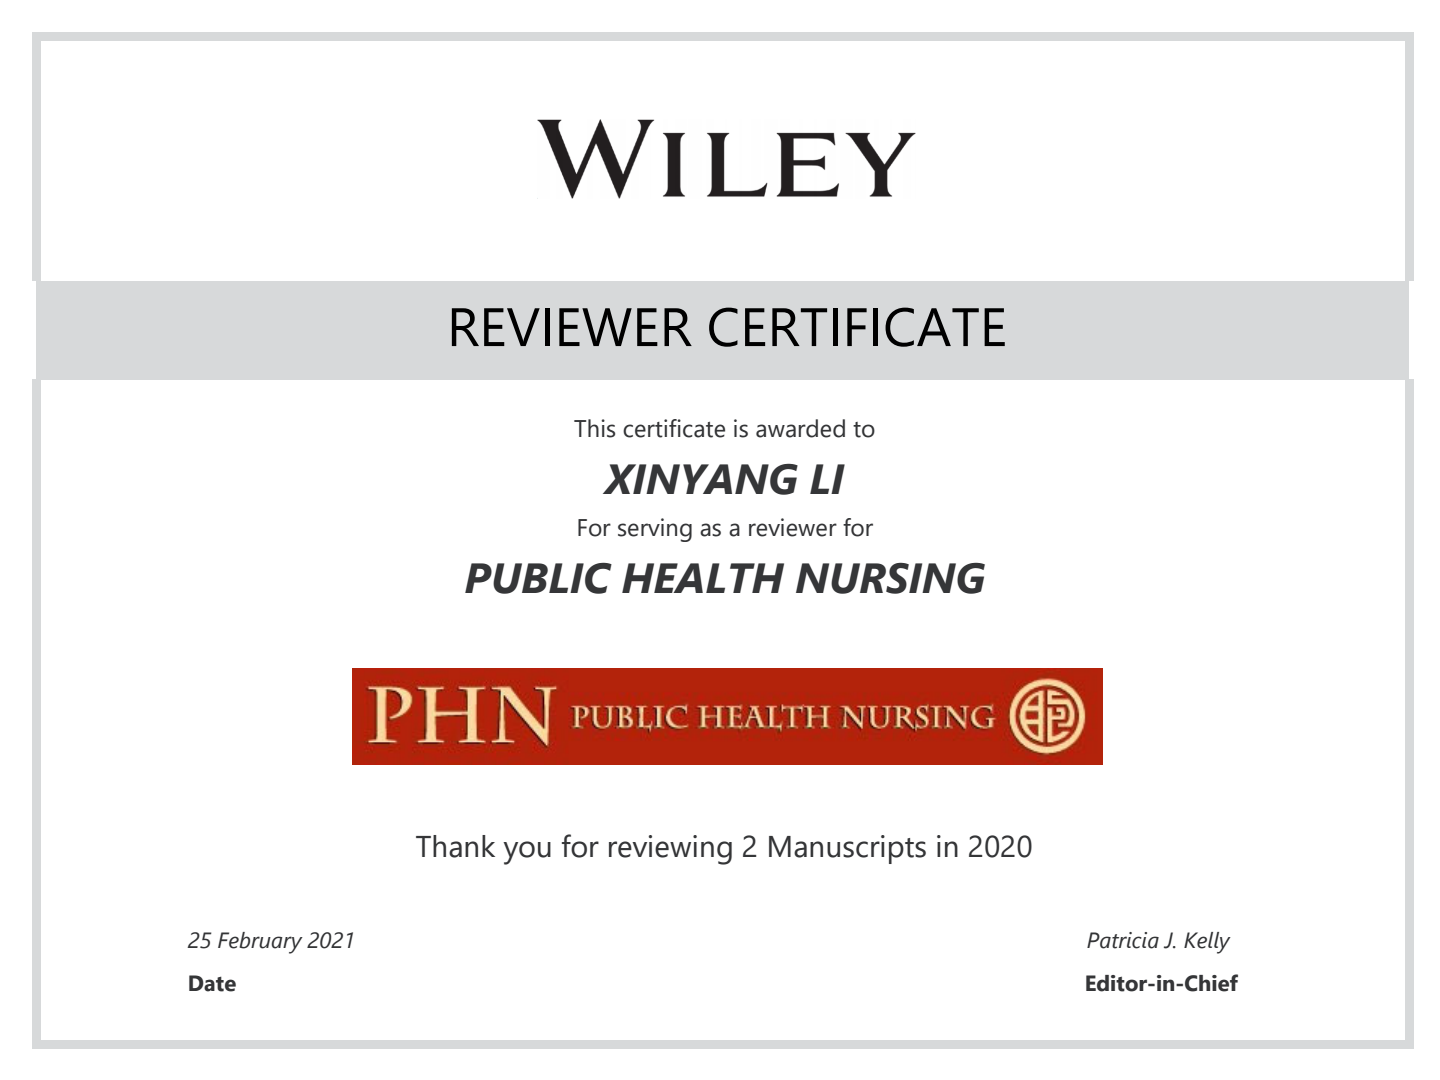 WILEY
REVIEWER CERTIFICATE
This certificate is awarded to
XINYANG LI
For serving as a reviewer for
PUBLIC HEALTH NURSING
PHN PUBLIC HEALTH NURSING
Thank you for reviewing 2 Manuscripts in 2020
25 February 2021
Patricia J. Kelly
Date
Editor-in-Chief